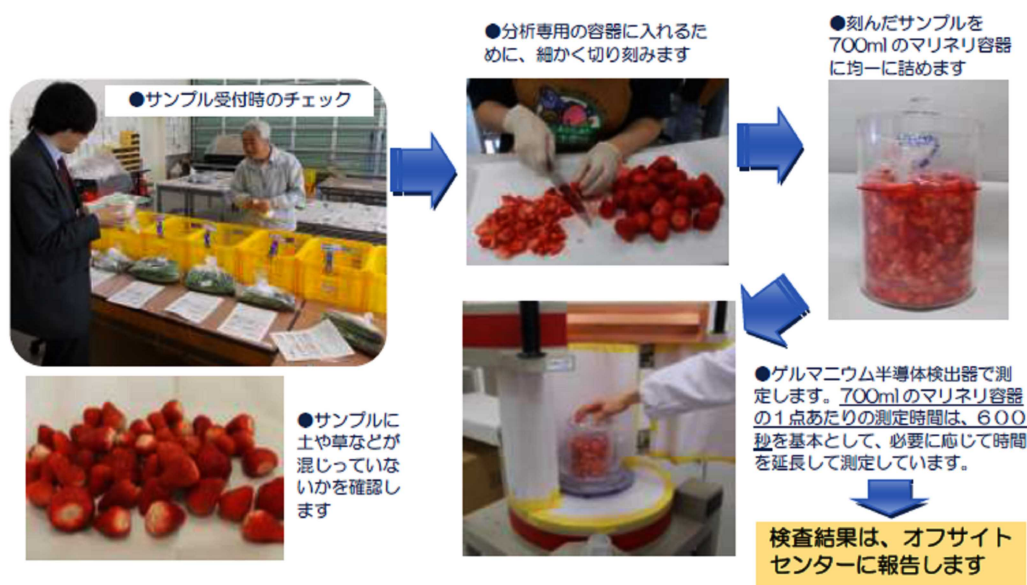 ●サンプル受付時のチェック
●サンプルに
土や草などが
混じっていな
いかを確認し
ます
●分析専用の容器に入れるた
めに、細かく切り刻みます
●刻んだサンプルを
700mlのマリネリ容器
に均一に詰めます
●ゲルマニウム半導体検出器で測
定します。700mlのマリネリ容器
の1点あたりの測定時間は、600
秒を基本として、必要に応じて時間
を延長して測定しています。
検査結果は、オフサイト
センターに報告します